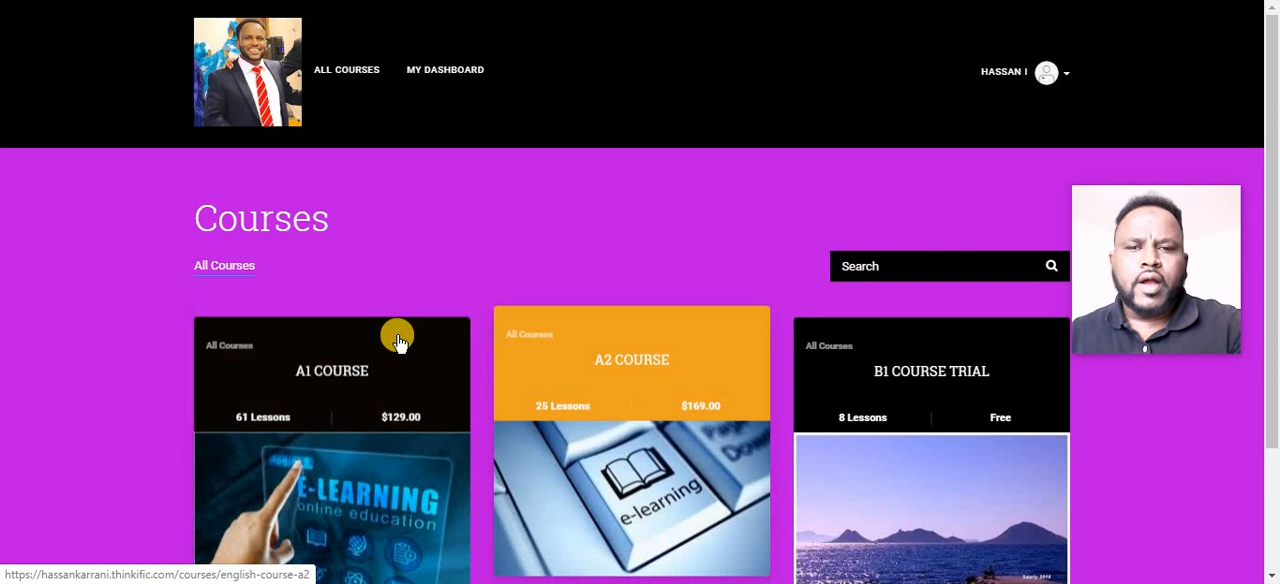 ALL COURSES
MY DASHBOARD
HASSAN I
Courses
All Courses
Search
All Courses
A1 COURSE
61 Lessons
$129.00
All Courses
A2 COURSE
25 Lessons
$169.00
All Courses
B1 COURSE TRIAL
8 Lessons
Free
E-LEARNING
online education
e-learning
https://hassankarrani.thinkific.com/courses/english-course-a2